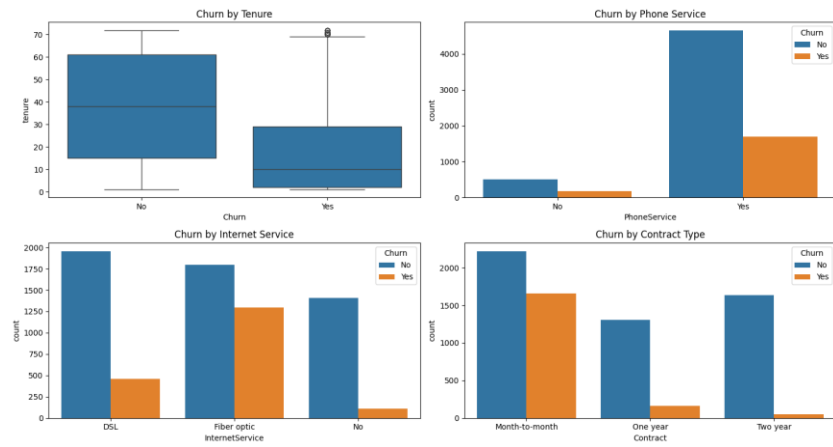 Churn by Tenure
70
60
50
40
30
20
10
0
tenure
No
Yes
Churn
Churn by Phone Service
Churn
No
Yes
4000
3000
2000
1000
0
count
No
Yes
PhoneService
Churn by Internet Service
Churn
No
Yes
2000
1750
1500
1250
1000
750
500
250
0
count
DSL
Fiber optic
No
InternetService
Churn by Contract Type
Churn
No
Yes
2000
1500
1000
500
0
count
Month-to-month
One year
Two year
Contract